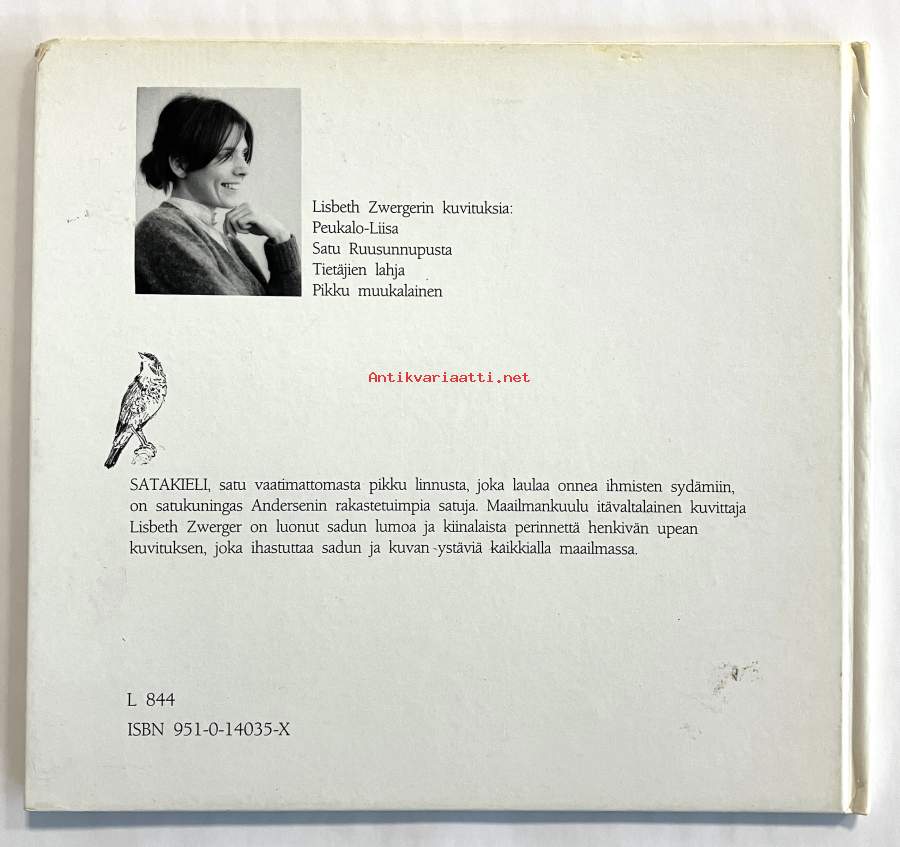 Lisbeth Zwergerin kuvituksia:
Peukalo-Liisa
Satu Ruusunnupusta
Tietäjien lahja
Pikku muukalainen
Antikvariaatti.net
SATAKIELI, satu vaatimattomasta pikku linnusta, joka laulaa onnea ihmisten sydämiin,
on satukuningas Andersenin rakastetuimpia satuja. Maailmankuulu itävaltalainen kuvittaja
Lisbeth Zwerger on luonut sadun lumoa ja kiinalaista perinnettä henkivän upean
kuvituksen, joka ihastuttaa sadun ja kuvan-ystäviä kaikkialla maailmassa.
L 844
ISBN 951-0-14035-X